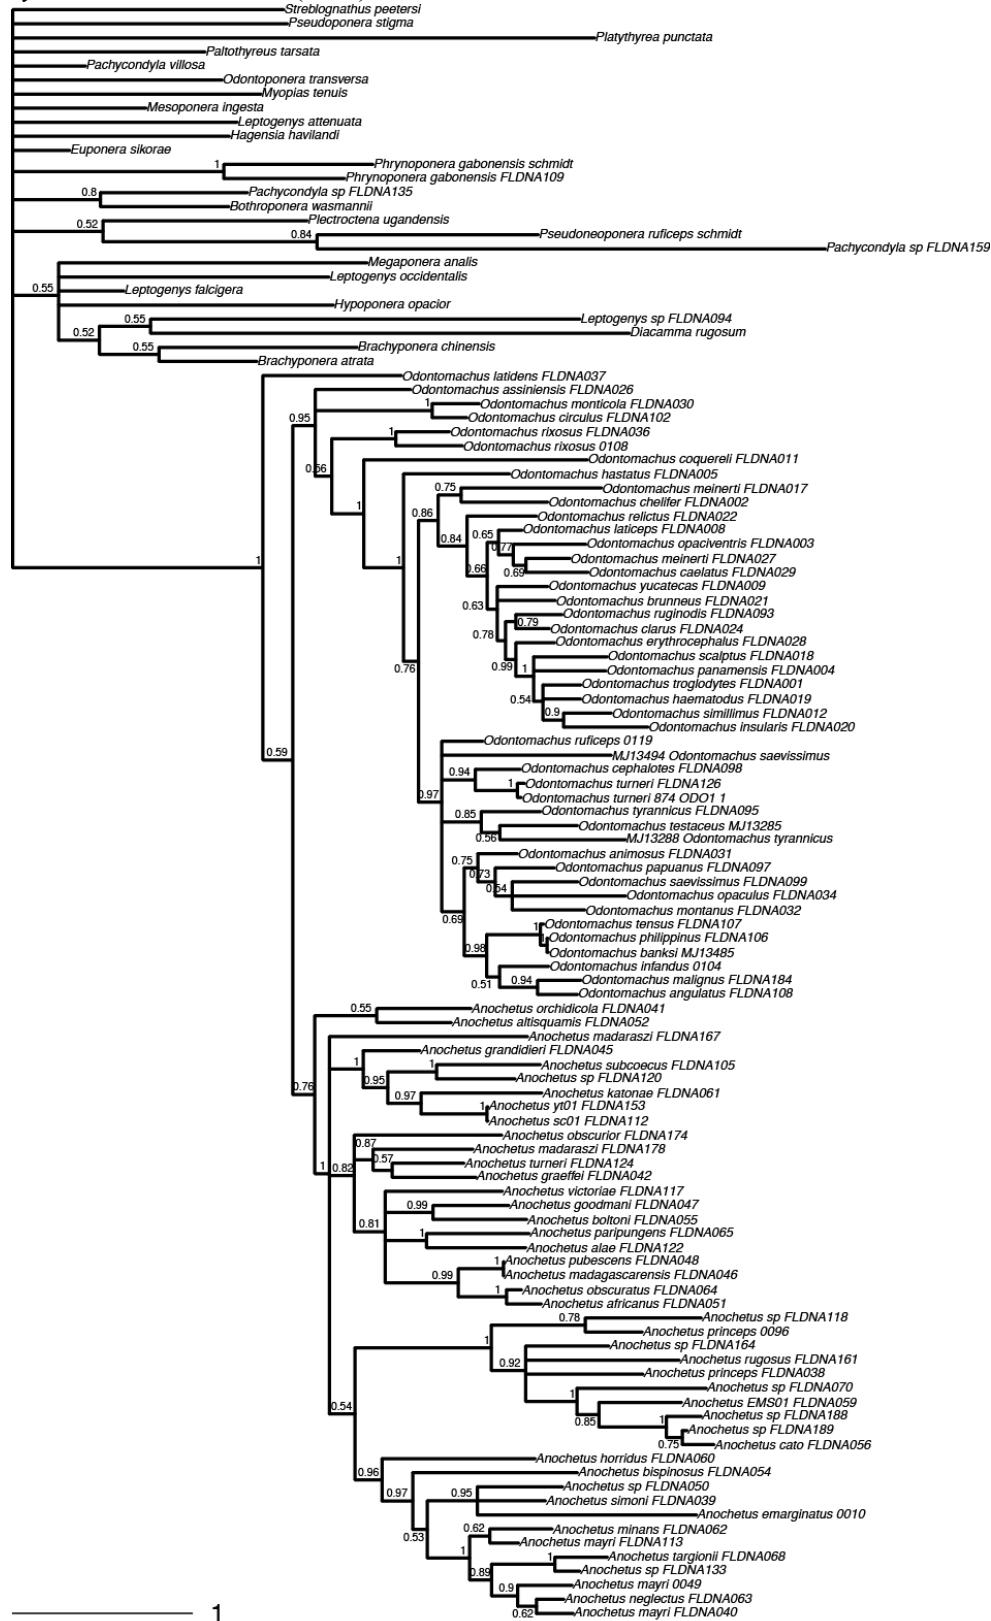 Streblognathus peetersi
Pseudoponera stigma
Platythyrea punctata
Paltothyreus tarsata
Pachycondyla villosa
Odontoponera transversa
Myopias tenuis
Mesoponera ingesta
Leptogenys attenuata
Hagensia havilandi
Euponera sikorae
1 Phrynoponera gabonensis schmidt
Phrynoponera gabonensis FLDNA109
0.8 Pachycondyla sp FLDNA135
Bothroponera wasmannii
0.52 Plectroctena ugandensis
0.84 Pseudoneoponera ruficeps schmidt
Pachycondyla sp FLDNA159
Megaponera analis
Leptogenys occidentalis
0.55 Leptogenys falcigera
Hypoponera opacior
0.55 Leptogenys sp FLDNA094
0.52 Diacamma rugosum
0.55 Brachyponera chinensis
Brachyponera atrata
Odontomachus latidens FLDNA037
Odontomachus assiniensis FLDNA026
1 Odontomachus monticola FLDNA030
0.95 Odontomachus circulus FLDNA102
1 Odontomachus rixosus FLDNA036
Odontomachus rixosus 0108
Odontomachus coquereli FLDNA011
0.56 Odontomachus hastatus FLDNA005
0.75 Odontomachus meinerti FLDNA017
Odontomachus chelifer FLDNA002
1 0.86 Odontomachus relictus FLDNA022
0.65 Odontomachus laticeps FLDNA008
0.84 0.77 Odontomachus opaciventris FLDNA003
Odontomachus meinerti FLDNA027
1 1 0.66 0.69 Odontomachus caelatus FLDNA029
Odontomachus yucatecas FLDNA009
0.63 Odontomachus brunneus FLDNA021
0.79 Odontomachus ruginodis FLDNA093
Odontomachus clarus FLDNA024
0.78 Odontomachus erythrocephalus FLDNA028
Odontomachus scalptus FLDNA018
0.76 0.99 1 Odontomachus panamensis FLDNA004
Odontomachus troglodytes FLDNA001
0.54 Odontomachus haematodus FLDNA019
0.9 Odontomachus simillimus FLDNA012
Odontomachus insularis FLDNA020
Odontomachus ruficeps 0119
0.59 MJ13494 Odontomachus saevissimus
0.94 Odontomachus cephalotes FLDNA098
1 Odontomachus turneri FLDNA126
0.97 Odontomachus turneri 874 ODO1 1
0.85 Odontomachus tyrannicus FLDNA095
Odontomachus testaceus MJ13285
0.56 MJ13288 Odontomachus tyrannicus
0.75 Odontomachus animosus FLDNA031
0.73 Odontomachus papuanus FLDNA097
0.54 Odontomachus saevissimus FLDNA099
Odontomachus opaculus FLDNA034
0.69 Odontomachus montanus FLDNA032
1 Odontomachus tensus FLDNA107
1 Odontomachus philippinus FLDNA106
0.98 Odontomachus banksi MJ13485
Odontomachus infandus 0104
0.51 0.94 Odontomachus malignus FLDNA184
Odontomachus angulatus FLDNA108
0.55 Anochetus orchidicola FLDNA041
Anochetus altisquamis FLDNA052
Anochetus madaraszi FLDNA167
Anochetus grandidieri FLDNA045
1 1 Anochetus subcoecus FLDNA105
0.76 0.95 Anochetus sp FLDNA120
0.97 Anochetus katonae FLDNA061
1 Anochetus yt01 FLDNA153
Anochetus sc01 FLDNA112
Anochetus obscurior FLDNA174
0.87 Anochetus madaraszi FLDNA178
1 0.82 0.57 Anochetus turneri FLDNA124
Anochetus graeffei FLDNA042
Anochetus victoriae FLDNA117
0.99 Anochetus goodmani FLDNA047
0.81 Anochetus boltoni FLDNA055
1 Anochetus paripungens FLDNA065
Anochetus alae FLDNA122
1 Anochetus pubescens FLDNA048
0.99 Anochetus madagascarensis FLDNA046
1 Anochetus obscuratus FLDNA064
Anochetus africanus FLDNA051
0.78 Anochetus sp FLDNA118
Anochetus princeps 0096
1 Anochetus sp FLDNA164
0.92 Anochetus rugosus FLDNA161
Anochetus princeps FLDNA038
1 Anochetus sp FLDNA070
Anochetus EMS01 FLDNA059
0.54 0.85 1 Anochetus sp FLDNA188
Anochetus sp FLDNA189
0.75 Anochetus cato FLDNA056
Anochetus horridus FLDNA060
0.96 Anochetus bispinosus FLDNA054
0.97 0.95 Anochetus sp FLDNA050
Anochetus simoni FLDNA039
Anochetus emarginatus 0010
0.53 0.62 Anochetus minans FLDNA062
Anochetus mayri FLDNA113
1 1 Anochetus targionii FLDNA068
0.89 Anochetus sp FLDNA133
0.9 Anochetus mayri 0049
Anochetus neglectus FLDNA063
0.62 Anochetus mayri FLDNA040
1